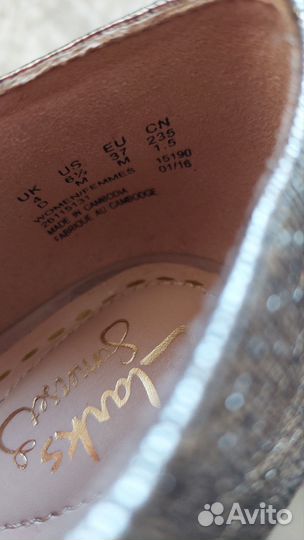 UK US EU CN
4 6½ 37 235
D M M 1.5
WOMEN/FEMMES 15190
26115131 01/16
MADE IN CAMBODIA
FABRIQUE AU CAMBODGE
Clarks
Avito